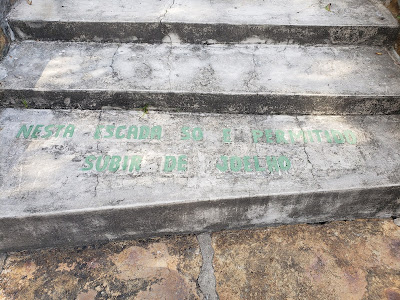 NESTA ESCADA SO E PERMITIDO
SUBIR DE JOELHO